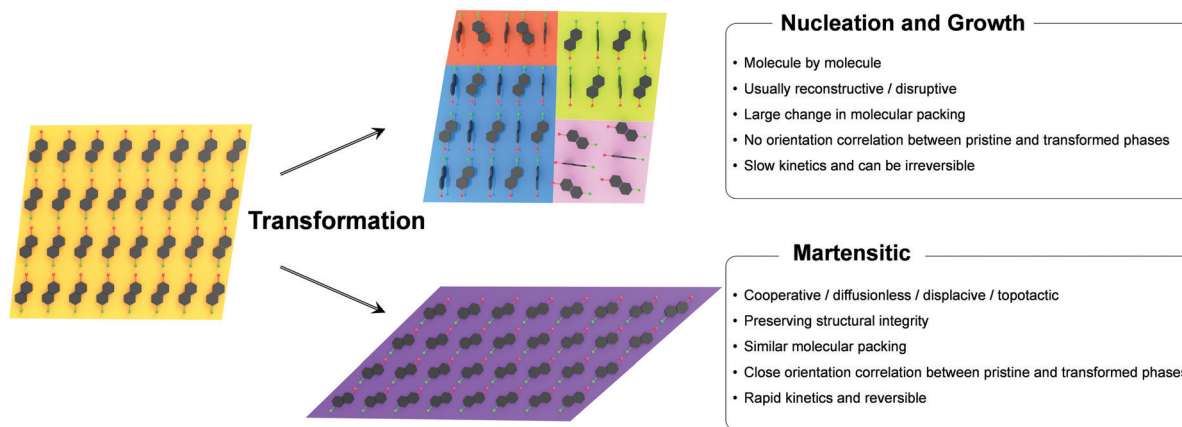 Transformation
Nucleation and Growth
• Molecule by molecule
• Usually reconstructive / disruptive
• Large change in molecular packing
• No orientation correlation between pristine and transformed phases
• Slow kinetics and can be irreversible
Martensitic
• Cooperative / diffusionless / displacive / topotactic
• Preserving structural integrity
• Similar molecular packing
• Close orientation correlation between pristine and transformed phases
• Rapid kinetics and reversible